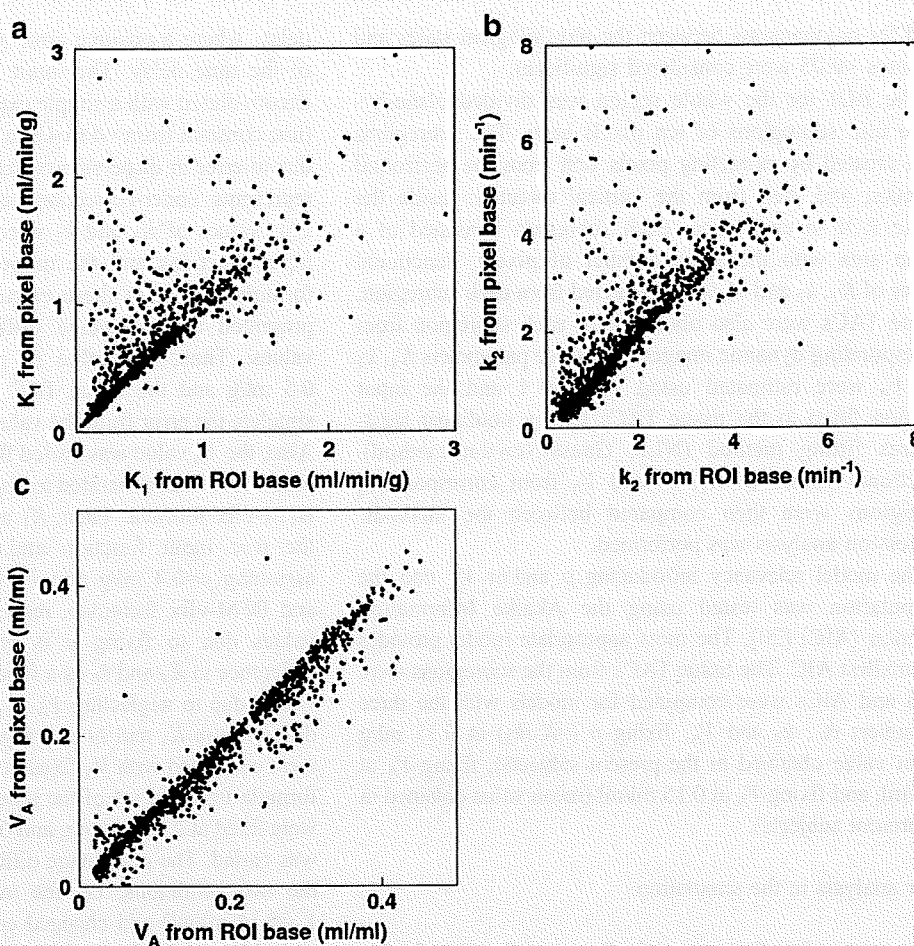 a
3
2
1
0
0
1
2
3
K1 from pixel base (ml/min/g)
K1 from ROI base (ml/min/g)
b
8
6
4
2
0
0
2
4
6
8
k2 from pixel base (min-1)
k2 from ROI base (min-1)
c
0.4
0.2
0
0
0.2
0.4
VA from pixel base (ml/ml)
VA from ROI base (ml/ml)